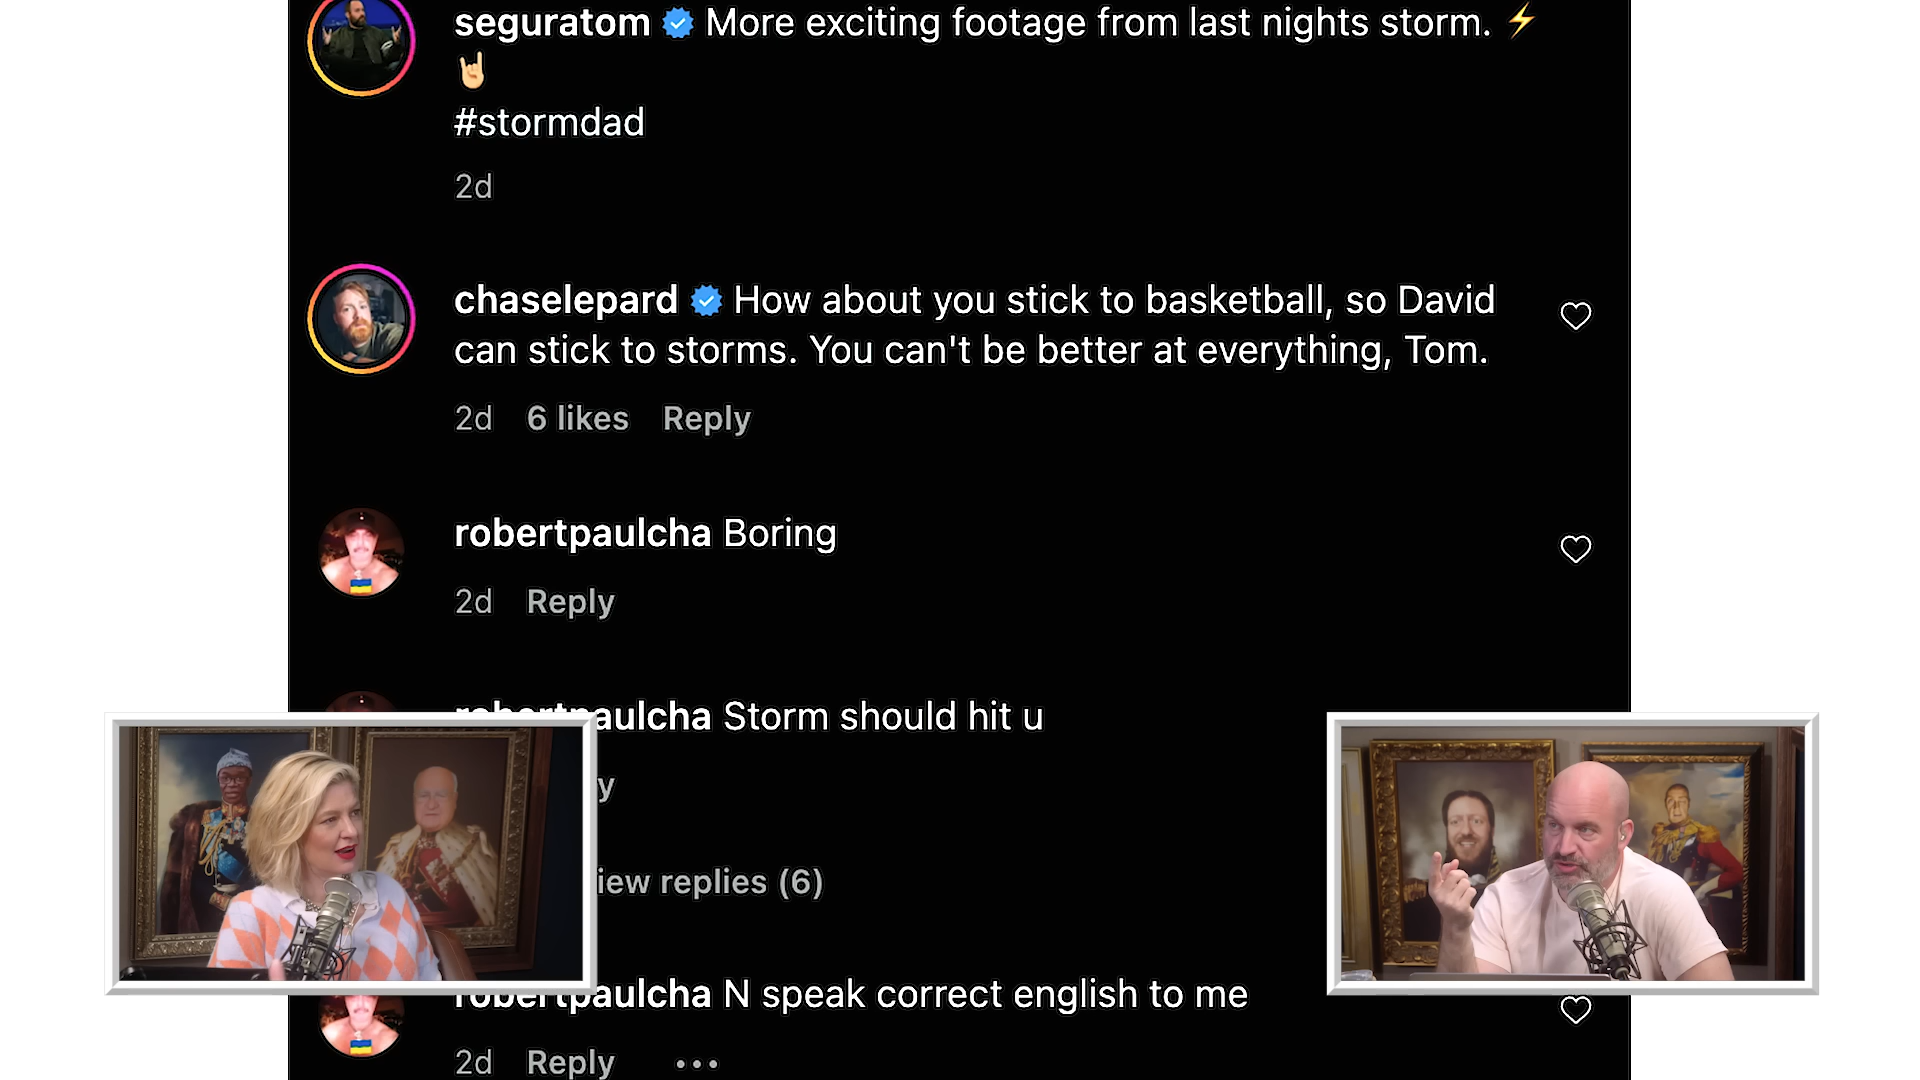 seguratom More exciting footage from last nights storm. ⚡
🤘
#stormdad
2d
chaselepard How about you stick to basketball, so David
can stick to storms. You can't be better at everything, Tom.
2d 6 likes Reply
robertpaulcha Boring
2d Reply
robertpaulcha Storm should hit u
y
iew replies (6)
robertpaulcha N speak correct english to me
2d Reply •••